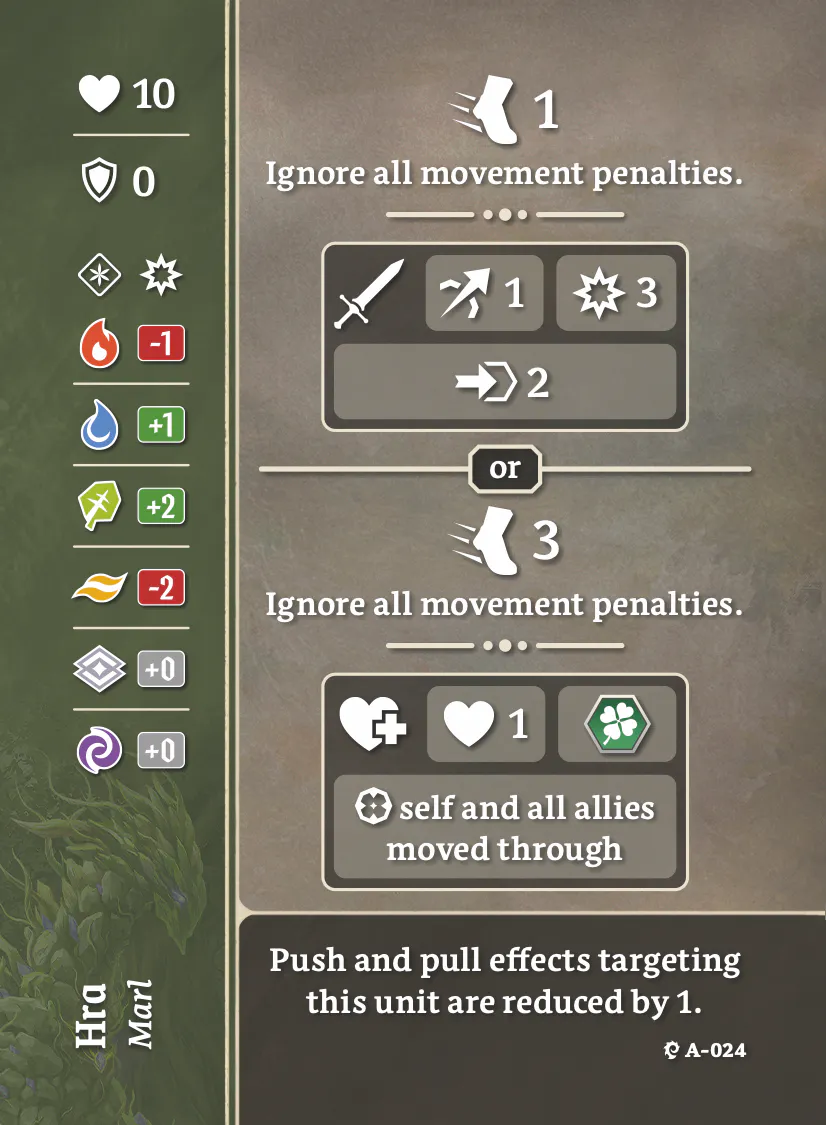 10
0
-1
+1
+2
-2
+0
+0
Hra
Marl
1
Ignore all movement penalties.
1
3
2
or
3
Ignore all movement penalties.
1
self and all allies
moved through
Push and pull effects targeting
this unit are reduced by 1.
A-024